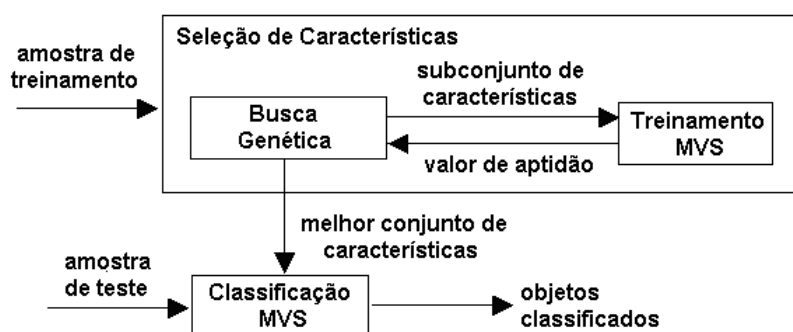 Seleção de Características
amostra de
treinamento
subconjunto de
características
Busca
Genética
Treinamento
MVS
valor de aptidão
melhor conjunto de
características
amostra
de teste
Classificação
MVS
objetos
classificados